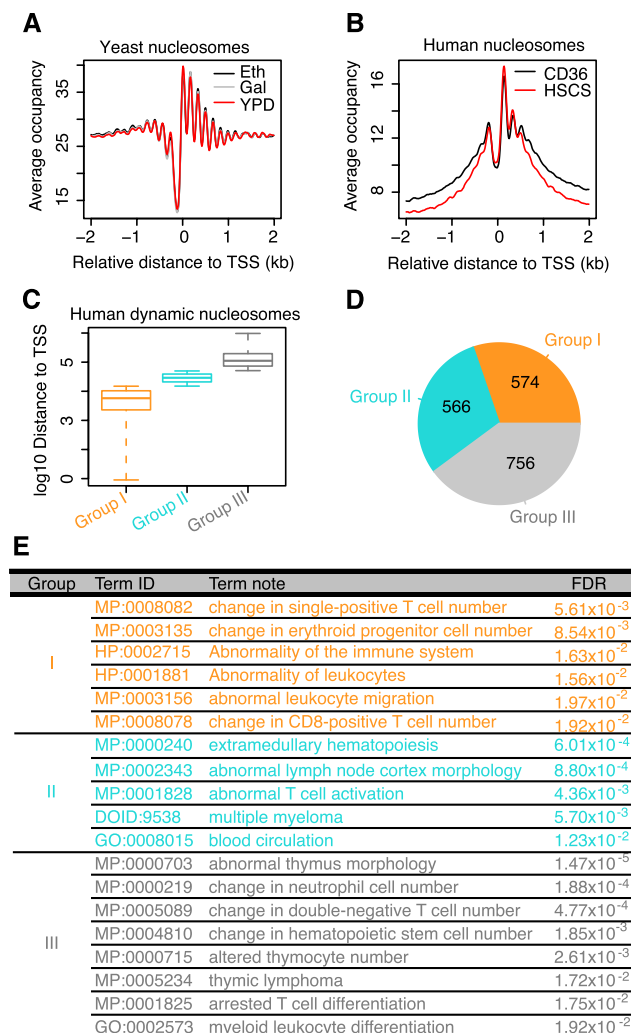 A
Yeast nucleosomes
Eth
Gal
YPD
Average occupancy
35
25
15
−2 −1 0 1 2
Relative distance to TSS (kb)
B
Human nucleosomes
CD36
HSCS
Average occupancy
16
12
8
−2 −1 0 1 2
Relative distance to TSS (kb)
C
Human dynamic nucleosomes
log10 Distance to TSS
5
3
0
Group I
Group II
Group III
D
Group I
574
Group II
566
756
Group III
E
Group Term ID Term note FDR
I
MP:0008082 change in single-positive T cell number 5.61x10-3
MP:0003135 change in erythroid progenitor cell number 8.54x10-3
HP:0002715 Abnormality of the immune system 1.63x10-2
HP:0001881 Abnormality of leukocytes 1.56x10-2
MP:0003156 abnormal leukocyte migration 1.97x10-2
MP:0008078 change in CD8-positive T cell number 1.92x10-2
II
MP:0000240 extramedullary hematopoiesis 6.01x10-4
MP:0002343 abnormal lymph node cortex morphology 8.80x10-4
MP:0001828 abnormal T cell activation 4.36x10-3
DOID:9538 multiple myeloma 5.70x10-3
GO:0008015 blood circulation 1.23x10-2
III
MP:0000703 abnormal thymus morphology 1.47x10-5
MP:0000219 change in neutrophil cell number 1.88x10-4
MP:0005089 change in double-negative T cell number 4.77x10-4
MP:0004810 change in hematopoietic stem cell number 1.85x10-3
MP:0000715 altered thymocyte number 2.61x10-3
MP:0005234 thymic lymphoma 1.72x10-2
MP:0001825 arrested T cell differentiation 1.75x10-2
GO:0002573 myeloid leukocyte differentiation 1.92x10-2